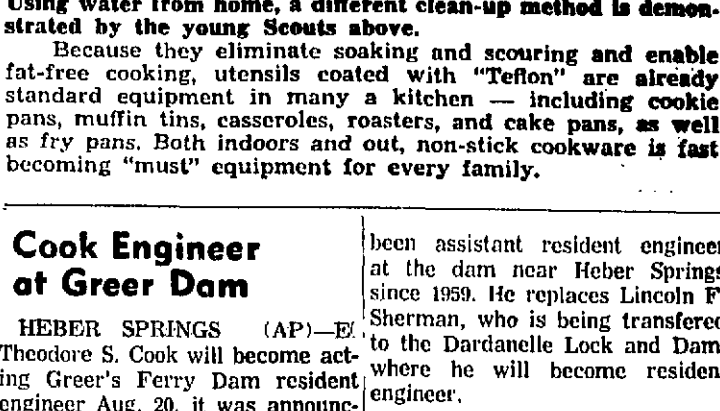 Using water from home, a different clean-up method is demon-
strated by the young Scouts above.
Because they eliminate soaking and scouring and enable
fat-free cooking, utensils coated with "Teflon" are already
standard equipment in many a kitchen — including cookie
pans, muffin tins, casseroles, roasters, and cake pans, as well
as fry pans. Both indoors and out, non-stick cookware is fast
becoming "must" equipment for every family.
Cook Engineer
at Greer Dam
HEBER SPRINGS (AP)—E.
Theodore S. Cook will become act-
ing Greer's Ferry Dam resident
engineer Aug. 20, it was announc-
been assistant resident engineer
at the dam near Heber Springs
since 1959. He replaces Lincoln F
Sherman, who is being transfered
to the Dardanelle Lock and Dam
where he will become residen
engineer.